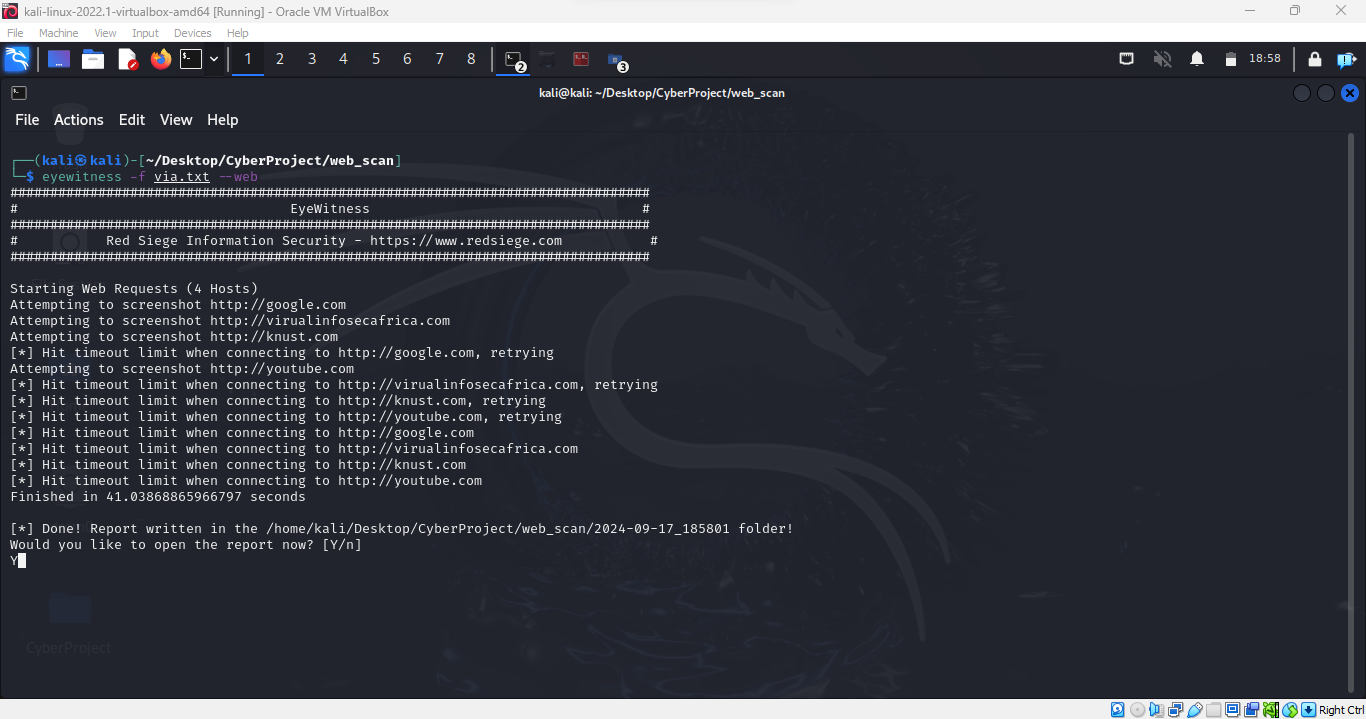 kali-linux-2022.1-virtualbox-amd64 [Running] - Oracle VM VirtualBox
File Machine View Input Devices Help
1 2 3 4 5 6 7 8 2 3 18:58
kali@kali: ~/Desktop/CyberProject/web_scan
File Actions Edit View Help
┌──(kali㉿kali)-[~/Desktop/CyberProject/web_scan]
└─$ eyewitness -f via.txt --web
################################################################################
# EyeWitness #
################################################################################
# Red Siege Information Security - https://www.redsiege.com #
################################################################################
Starting Web Requests (4 Hosts)
Attempting to screenshot http://google.com
Attempting to screenshot http://virualinfosecafrica.com
Attempting to screenshot http://knust.com
[*] Hit timeout limit when connecting to http://google.com, retrying
Attempting to screenshot http://youtube.com
[*] Hit timeout limit when connecting to http://virualinfosecafrica.com, retrying
[*] Hit timeout limit when connecting to http://knust.com, retrying
[*] Hit timeout limit when connecting to http://youtube.com, retrying
[*] Hit timeout limit when connecting to http://google.com
[*] Hit timeout limit when connecting to http://virualinfosecafrica.com
[*] Hit timeout limit when connecting to http://knust.com
[*] Hit timeout limit when connecting to http://youtube.com
Finished in 41.03868865966797 seconds
[*] Done! Report written in the /home/kali/Desktop/CyberProject/web_scan/2024-09-17_185801 folder!
Would you like to open the report now? [Y/n]
Y
CyberProject
Right Ctrl